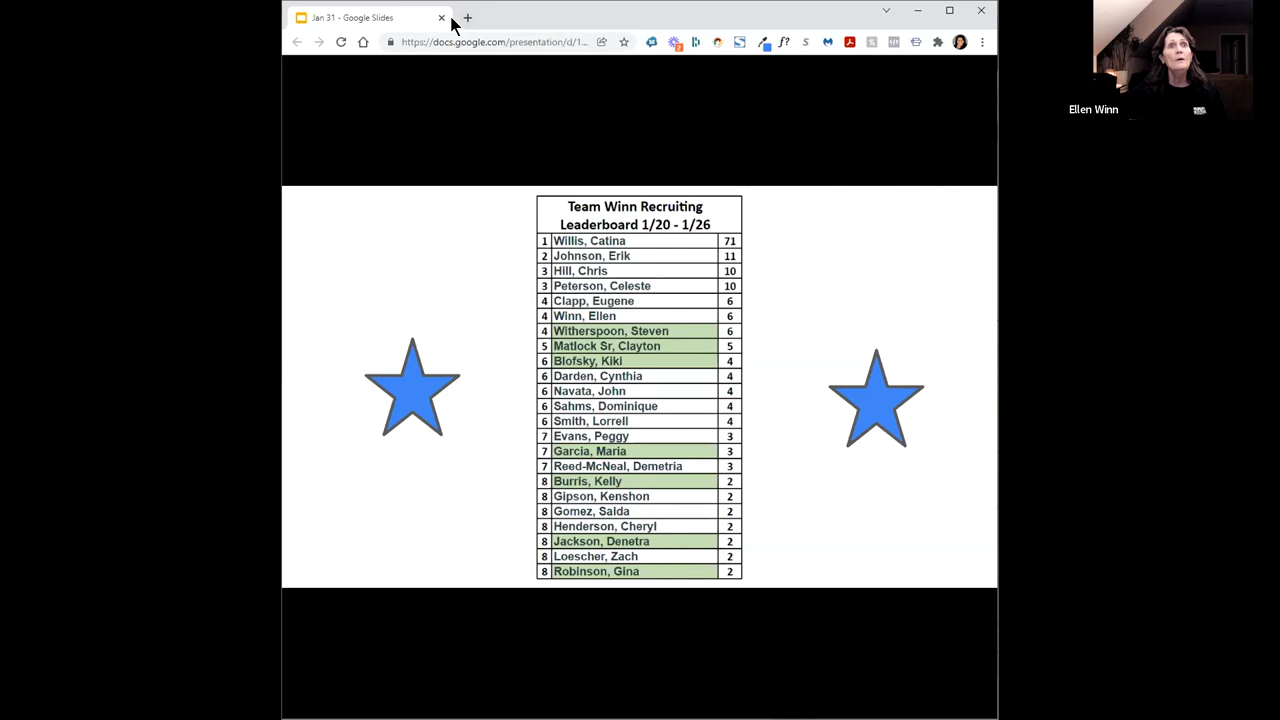 Jan 31 - Google Slides
https://docs.google.com/presentation/d/1...
Ellen Winn
Team Winn Recruiting
Leaderboard 1/20 - 1/26
1 Willis, Catina 71
2 Johnson, Erik 11
3 Hill, Chris 10
3 Peterson, Celeste 10
4 Clapp, Eugene 6
4 Winn, Ellen 6
4 Witherspoon, Steven 6
5 Matlock Sr, Clayton 5
6 Blofsky, Kiki 4
6 Darden, Cynthia 4
6 Navata, John 4
6 Sahms, Dominique 4
6 Smith, Lorrell 4
7 Evans, Peggy 3
7 Garcia, Maria 3
7 Reed-McNeal, Demetria 3
8 Burris, Kelly 2
8 Gipson, Kenshon 2
8 Gomez, Saida 2
8 Henderson, Cheryl 2
8 Jackson, Denetra 2
8 Loescher, Zach 2
8 Robinson, Gina 2